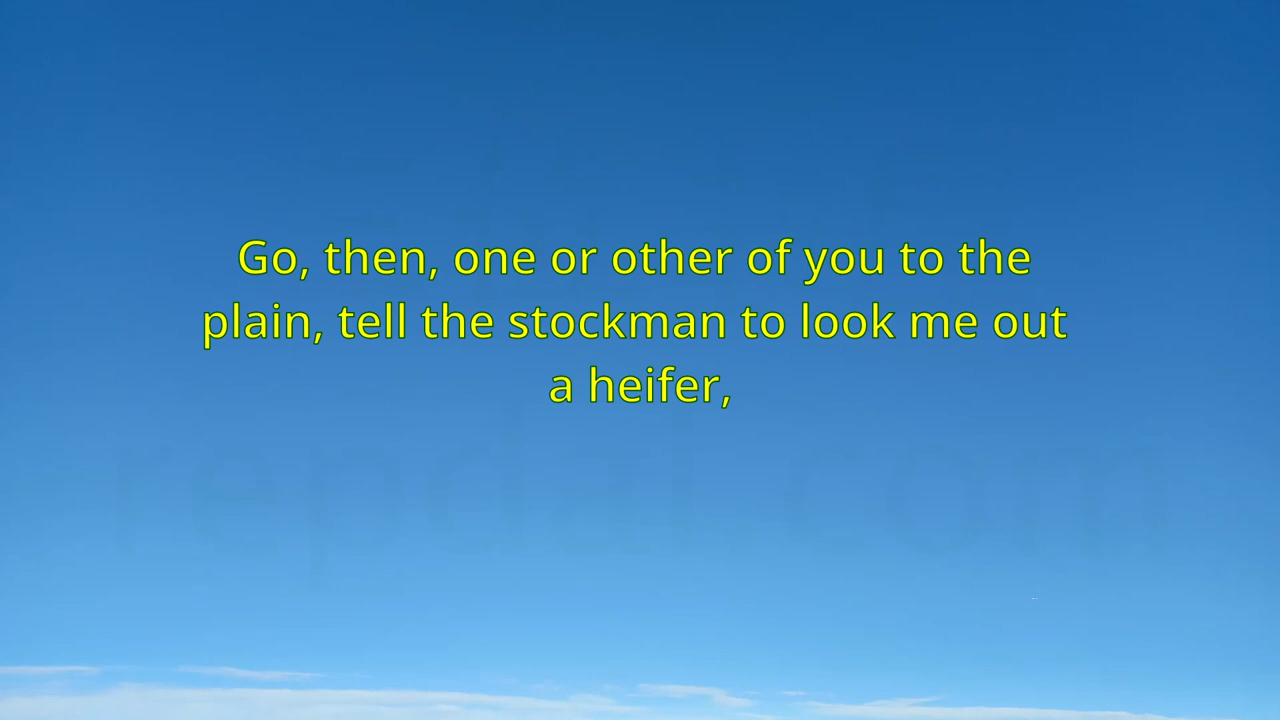 Go, then, one or other of you to the
plain, tell the stockman to look me out
a heifer,